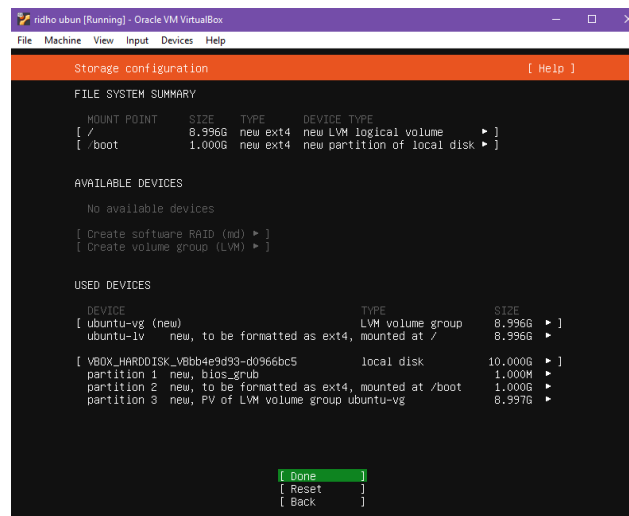 ridho ubun [Running] - Oracle VM VirtualBox
File Machine View Input Devices Help
Storage configuration [ Help ]
FILE SYSTEM SUMMARY
MOUNT POINT SIZE TYPE DEVICE TYPE
[ / 8.996G new ext4 new LVM logical volume ▸ ]
[ /boot 1.000G new ext4 new partition of local disk ▸ ]
AVAILABLE DEVICES
No available devices
[ Create software RAID (md) ▸ ]
[ Create volume group (LVM) ▸ ]
USED DEVICES
DEVICE TYPE SIZE
[ ubuntu-vg (new) LVM volume group 8.996G ▸ ]
ubuntu-lv new, to be formatted as ext4, mounted at / 8.996G ▸
[ VBOX_HARDDISK_VBbb4e9d93-d0966bc5 local disk 10.000G ▸ ]
partition 1 new, bios_grub 1.000M ▸
partition 2 new, to be formatted as ext4, mounted at /boot 1.000G ▸
partition 3 new, PV of LVM volume group ubuntu-vg 8.997G ▸
[ Done ]
[ Reset ]
[ Back ]